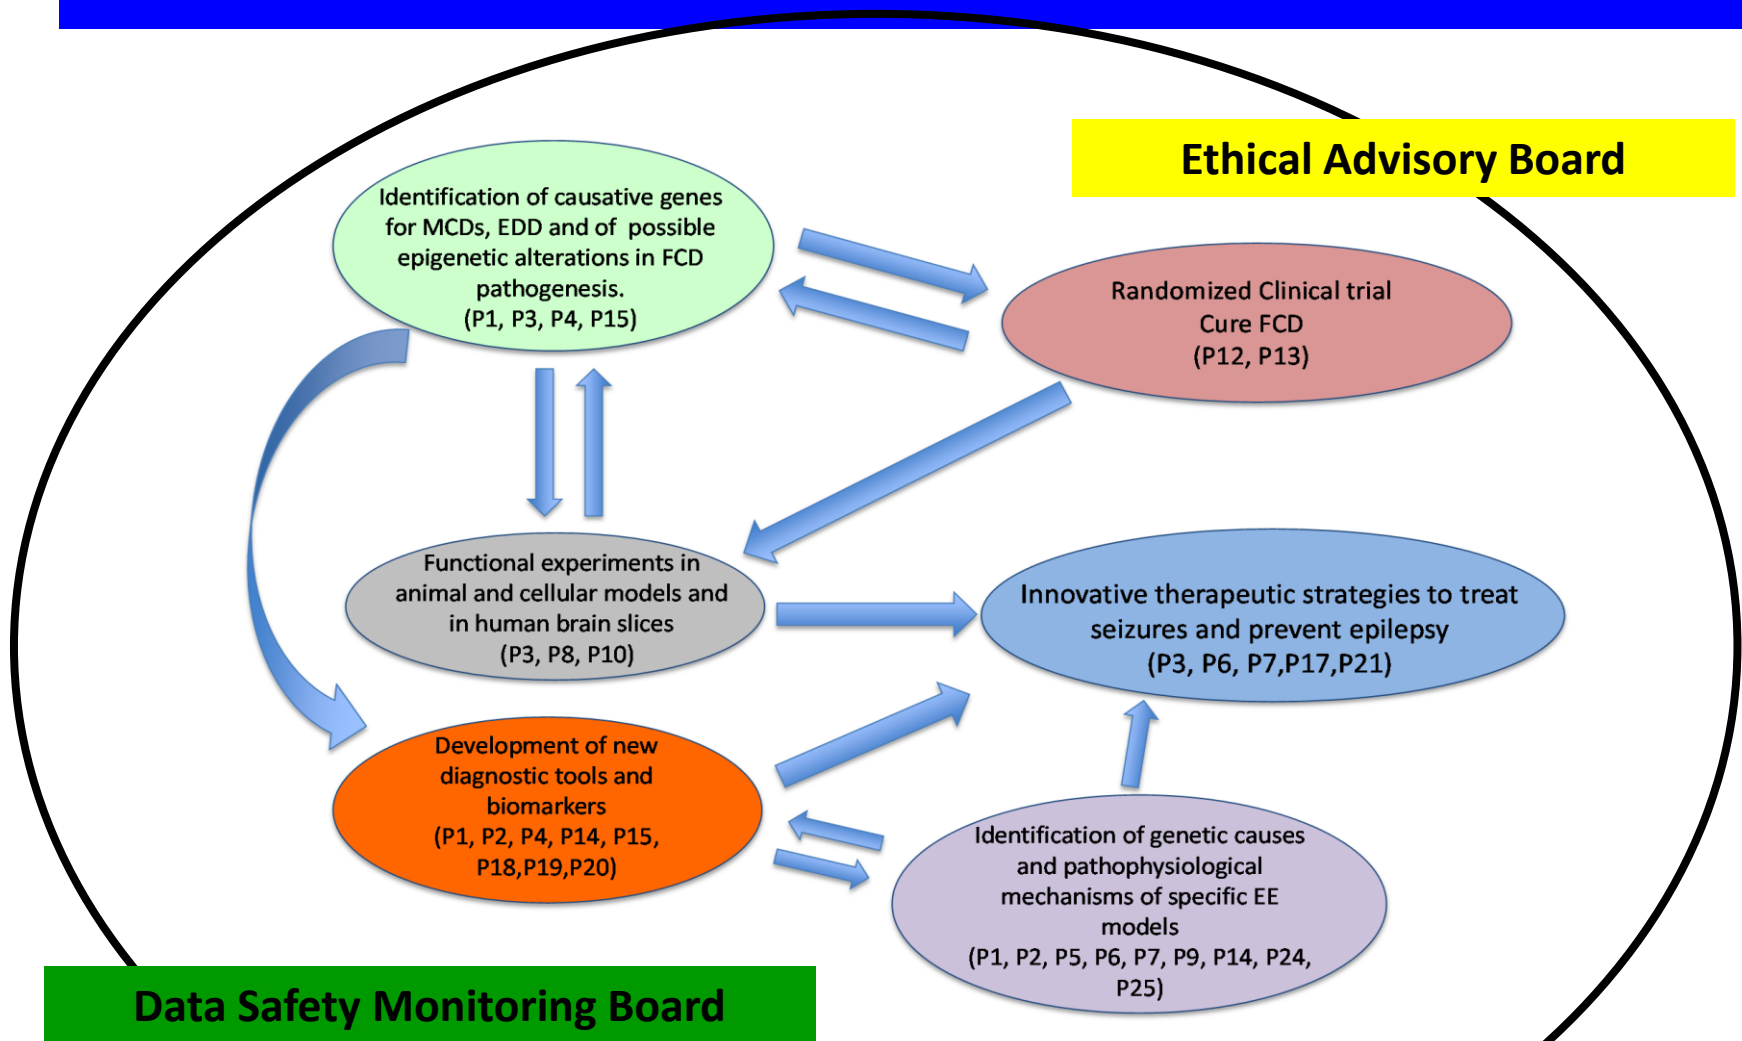 Ethical Advisory Board
Identification of causative genes
for MCDs, EDD and of possible
epigenetic alterations in FCD
pathogenesis.
(P1, P3, P4, P15)
Randomized Clinical trial
Cure FCD
(P12, P13)
Functional experiments in
animal and cellular models and
in human brain slices
(P3, P8, P10)
Innovative therapeutic strategies to treat
seizures and prevent epilepsy
(P3, P6, P7,P17,P21)
Development of new
diagnostic tools and
biomarkers
(P1, P2, P4, P14, P15,
P18,P19,P20)
Identification of genetic causes
and pathophysiological
mechanisms of specific EE
models
(P1, P2, P5, P6, P7, P9, P14, P24,
P25)
Data Safety Monitoring Board